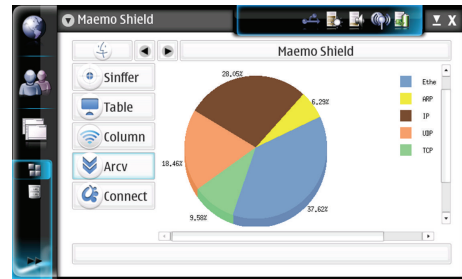 Maemo Shield
Maemo Shield
Sinffer
Table
Column
Arcv
Connect
28.05%
6.29%
18.46%
9.58%
37.62%
Ethe
ARP
IP
UBP
TCP